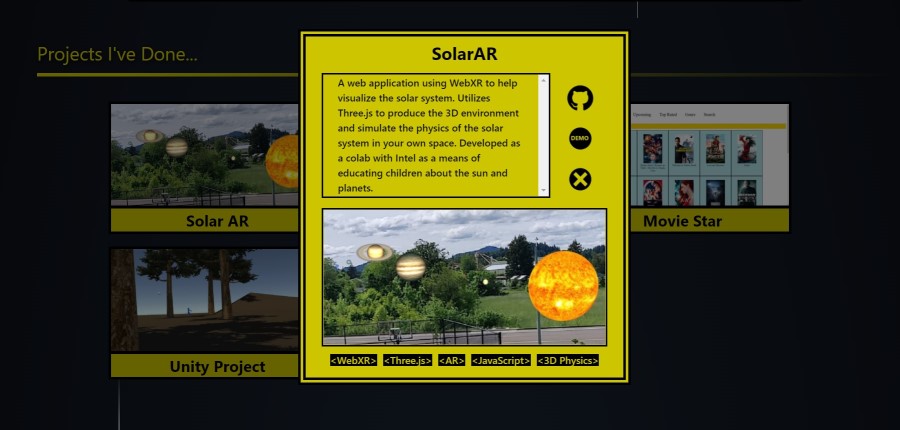 Projects I've Done...
SolarAR
A web application using WebXR to help
visualize the solar system. Utilizes
Three.js to produce the 3D environment
and simulate the physics of the solar
system in your own space. Developed as
a colab with Intel as a means of
educating children about the sun and
planets.
DEMO
<WebXR> <Three.js> <AR> <JavaScript> <3D Physics>
Solar AR
Upcoming Top Rated Genre Search
Movie Star
Unity Project